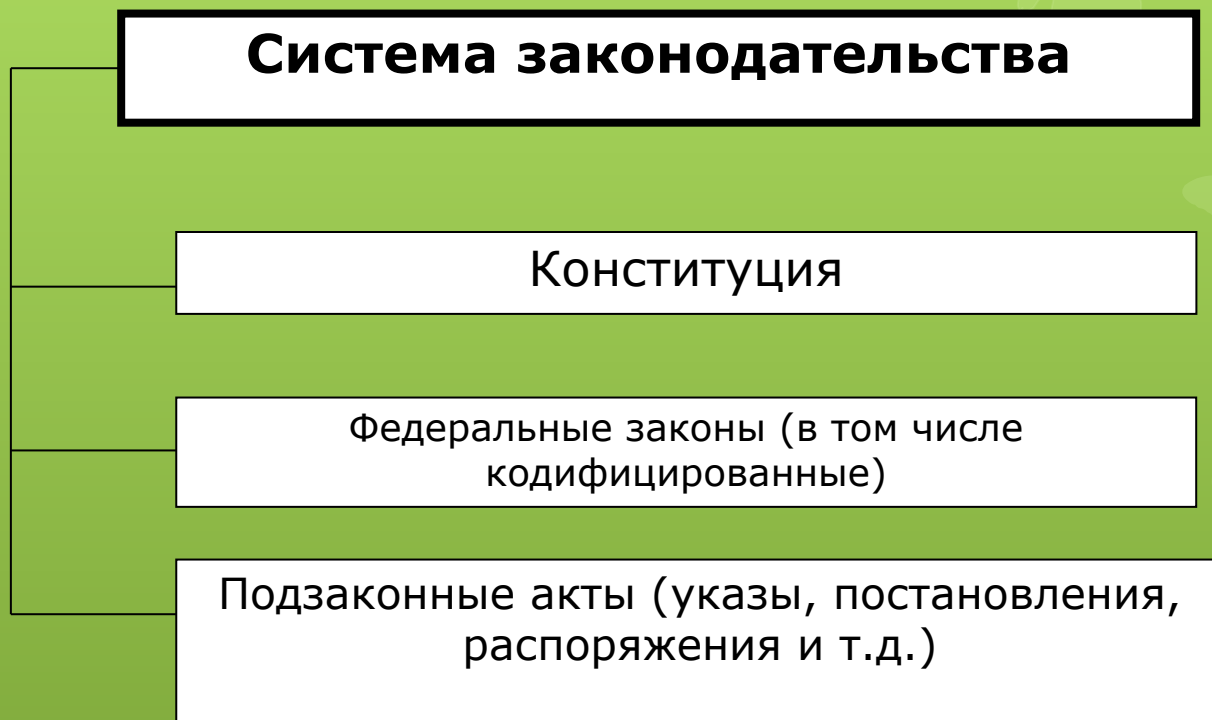 Система законодательства
Конституция
Федеральные законы (в том числе
кодифицированные)
Подзаконные акты (указы, постановления,
распоряжения и т.д.)